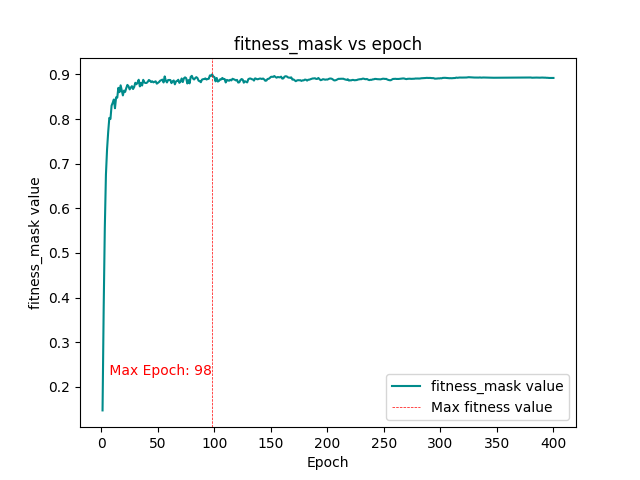 fitness_mask vs epoch
fitness_mask value
0.9
0.8
0.7
0.6
0.5
0.4
0.3
0.2
Max Epoch: 98
fitness_mask value
Max fitness value
0 50 100 150 200 250 300 350 400
Epoch